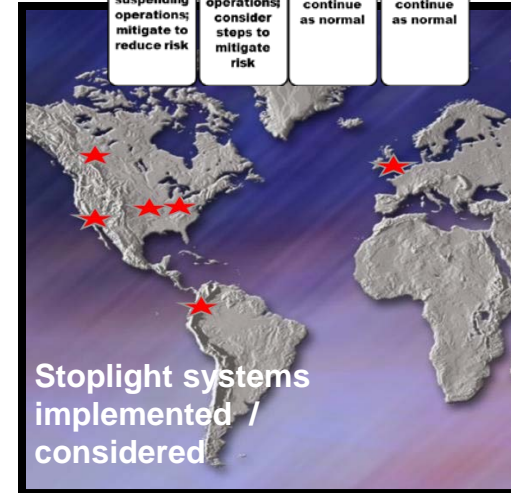 suspending
operations;
mitigate to
reduce risk
operations;
consider
steps to
mitigate
risk
continue
as normal
continue
as normal
Stoplight systems
implemented /
considered